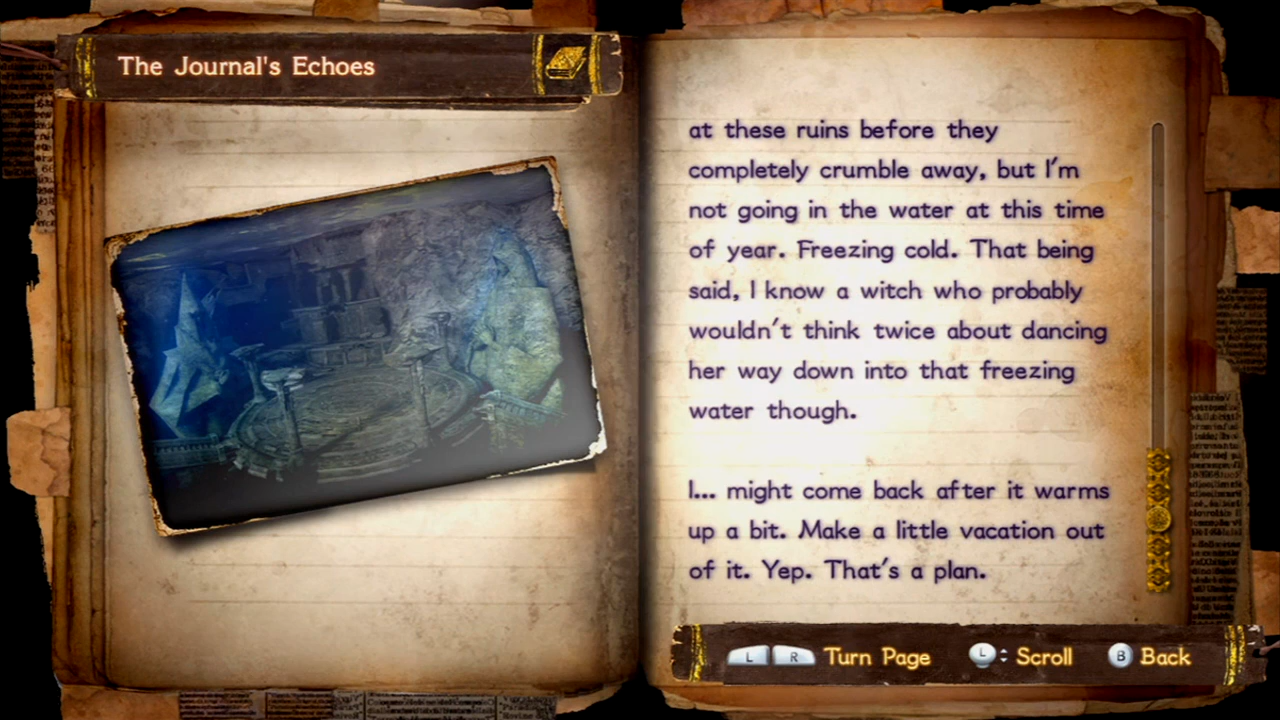 The Journal's Echoes
at these ruins before they
completely crumble away, but I'm
not going in the water at this time
of year. Freezing cold. That being
said, I know a witch who probably
wouldn't think twice about dancing
her way down into that freezing
water though.
I... might come back after it warms
up a bit. Make a little vacation out
of it. Yep. That's a plan.
L R Turn Page L Scroll B Back